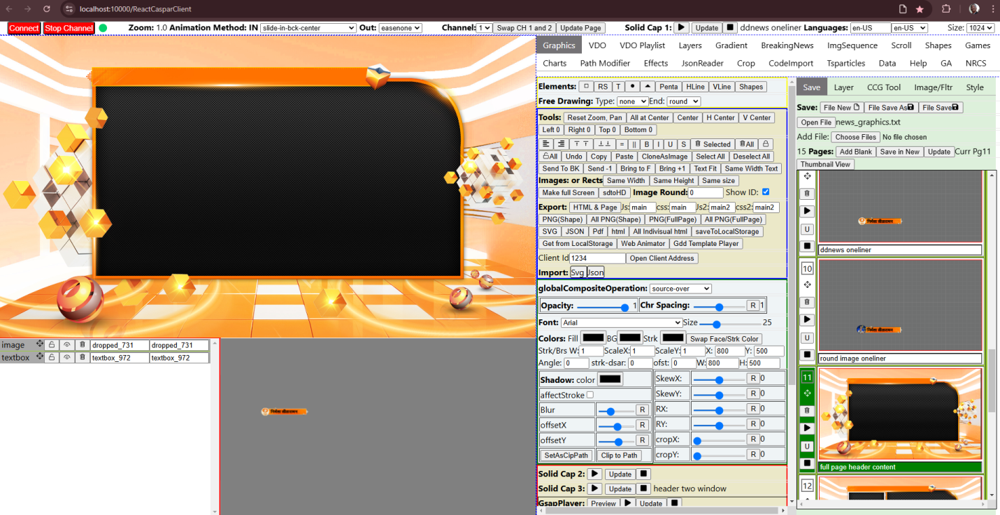 localhost:10000/ReactCasparClient
Connect Stop Channel Zoom: 1.0 Animation Method: IN slide-in-bck-center Out: easenone Channel: 1 Swap CH 1 and 2 Update Page Solid Cap 1: Update ddnews oneliner Languages: en-US en-US Size: 1024
Graphics VDO VDO Playlist Layers Gradient BreakingNews ImgSequence Scroll Shapes Games
Charts Path Modifier Effects JsonReader Crop CodeImport Tsparticles Data Help GA NRCS
Elements: RS T Penta HLine VLine Shapes
Free Drawing: Type: none End: round
Tools: Reset Zoom, Pan All at Center Center H Center V Center
Left 0 Right 0 Top 0 Bottom 0
= || B I U S Selected All
All Undo Copy Paste CloneAsImage Select All Deselect All
Send To BK Send -1 Bring to F Bring +1 Text Fit Same Width Text
Images: or Rects Same Width Same Height Same size
Make full Screen sdtoHD Image Round: 0 Show ID:
Export: HTML & Page Js: main css: main Js2: main2 css2: main2
PNG(Shape) All PNG(Shape) PNG(FullPage) All PNG(FullPage)
SVG JSON Pdf html All Indivisual html saveToLocalStorage
Get from LocalStorage Web Animator Gdd Template Player
Client Id 1234 Open Client Address
Import: Svg Json
globalCompositeOperation: source-over
Opacity: 1 Chr Spacing: R 1
Font: Arial Size 25
Colors: Fill BG Strk Swap Face/Strk Color
Strk/Brs W: 1 ScaleX: 1 ScaleY: 1 X: 800 Y: 500
Angle: 0 strk-dsar: 0 ofst: 0 W: 800 H: 500
Shadow: color
affectStroke
Blur R
offsetX R
offsetY R
SetAsCipPath Clip to Path
SkewX: R 0
SkewY: R 0
RX: R 0
RY: R 0
cropX: R 0
cropY: R 0
Solid Cap 2: Update
Solid Cap 3: Update header two window
GsapPlayer: Preview Update
Save Layer CCG Tool Image/Fltr Style
Save: File New File Save As File Save
Open File news_graphics.txt
Add File: Choose Files No file chosen
15 Pages: Add Blank Save in New Update Curr Pg11
Thumbnail View
निर्मला सीतारामन
U
ddnews oneliner
10
निर्मला सीतारामन
U
round image oneliner
11
U
full page header content
12
image dropped_731 dropped_731
textbox textbox_972 textbox_972
निर्मला सीतारामन